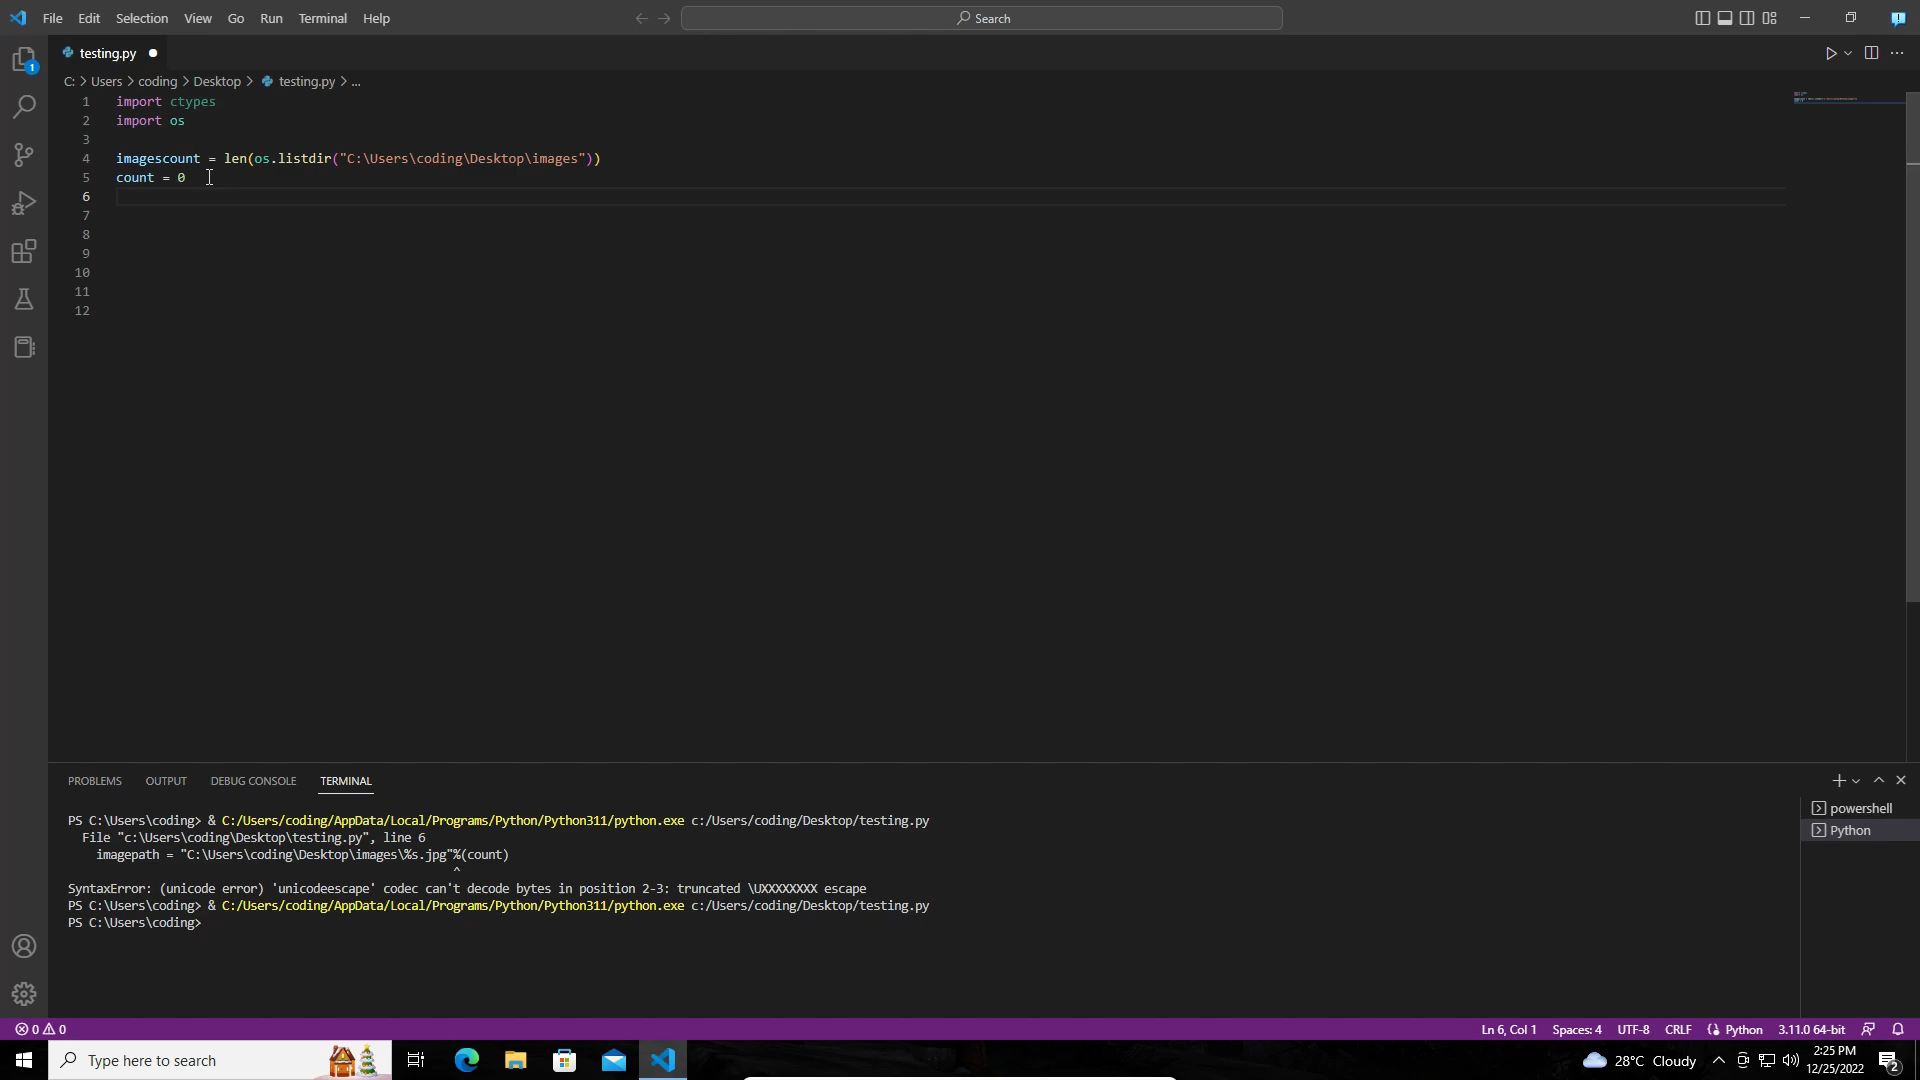 File Edit Selection View Go Run Terminal Help
Search
testing.py
C: > Users > coding > Desktop > testing.py > ...
1 import ctypes
2 import os
3
4 imagescount = len(os.listdir("C:\Users\coding\Desktop\images"))
5 count = 0
6
7
8
9
10
11
12
1
PROBLEMS OUTPUT DEBUG CONSOLE TERMINAL
PS C:\Users\coding> & C:/Users/coding/AppData/Local/Programs/Python/Python311/python.exe c:/Users/coding/Desktop/testing.py
File "c:\Users\coding\Desktop\testing.py", line 6
imagepath = "C:\Users\coding\Desktop\images\%s.jpg"%(count)
^
SyntaxError: (unicode error) 'unicodeescape' codec can't decode bytes in position 2-3: truncated \UXXXXXXXX escape
PS C:\Users\coding> & C:/Users/coding/AppData/Local/Programs/Python/Python311/python.exe c:/Users/coding/Desktop/testing.py
PS C:\Users\coding>
powershell
Python
0 0
Ln 6, Col 1 Spaces: 4 UTF-8 CRLF Python 3.11.0 64-bit
Type here to search
28°C Cloudy
2:25 PM
12/25/2022
2